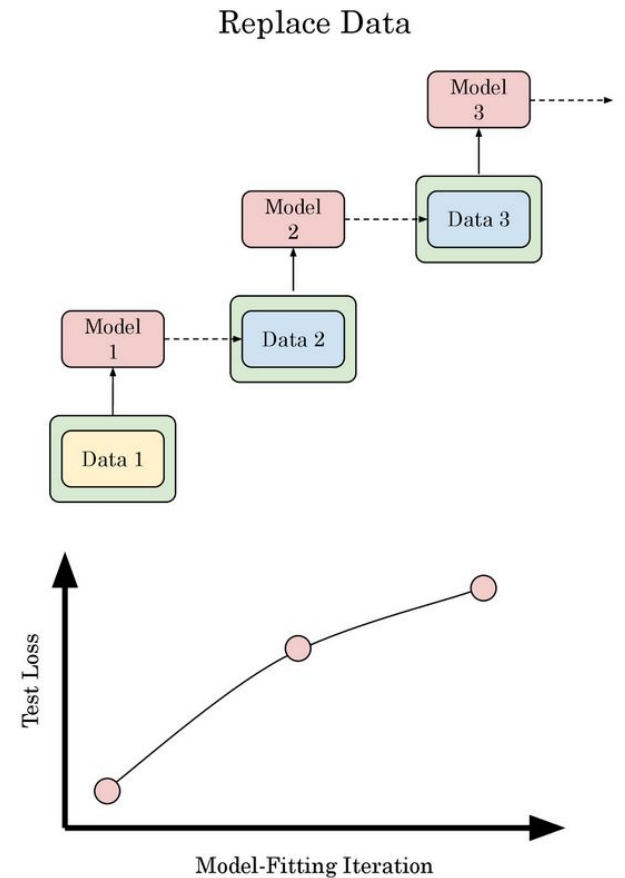 Replace Data
Model
3
Model
2
Data 3
Model
1
Data 2
Data 1
Test Loss
Model-Fitting Iteration